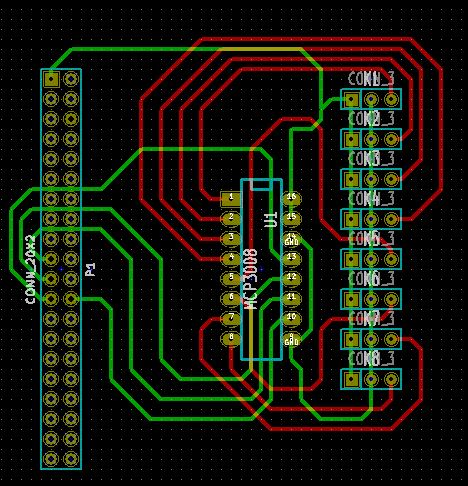 K1
CONN_3
K2
CONN_3
K3
CONN_3
K4
CONN_3
K5
CONN_3
K6
CONN_3
K7
CONN_3
K8
CONN_3
CONN_20X2
P1
U1
MCP3008
1
2
3
4
5
6
7
8
16
15
GND
13
12
11
10
9
GND